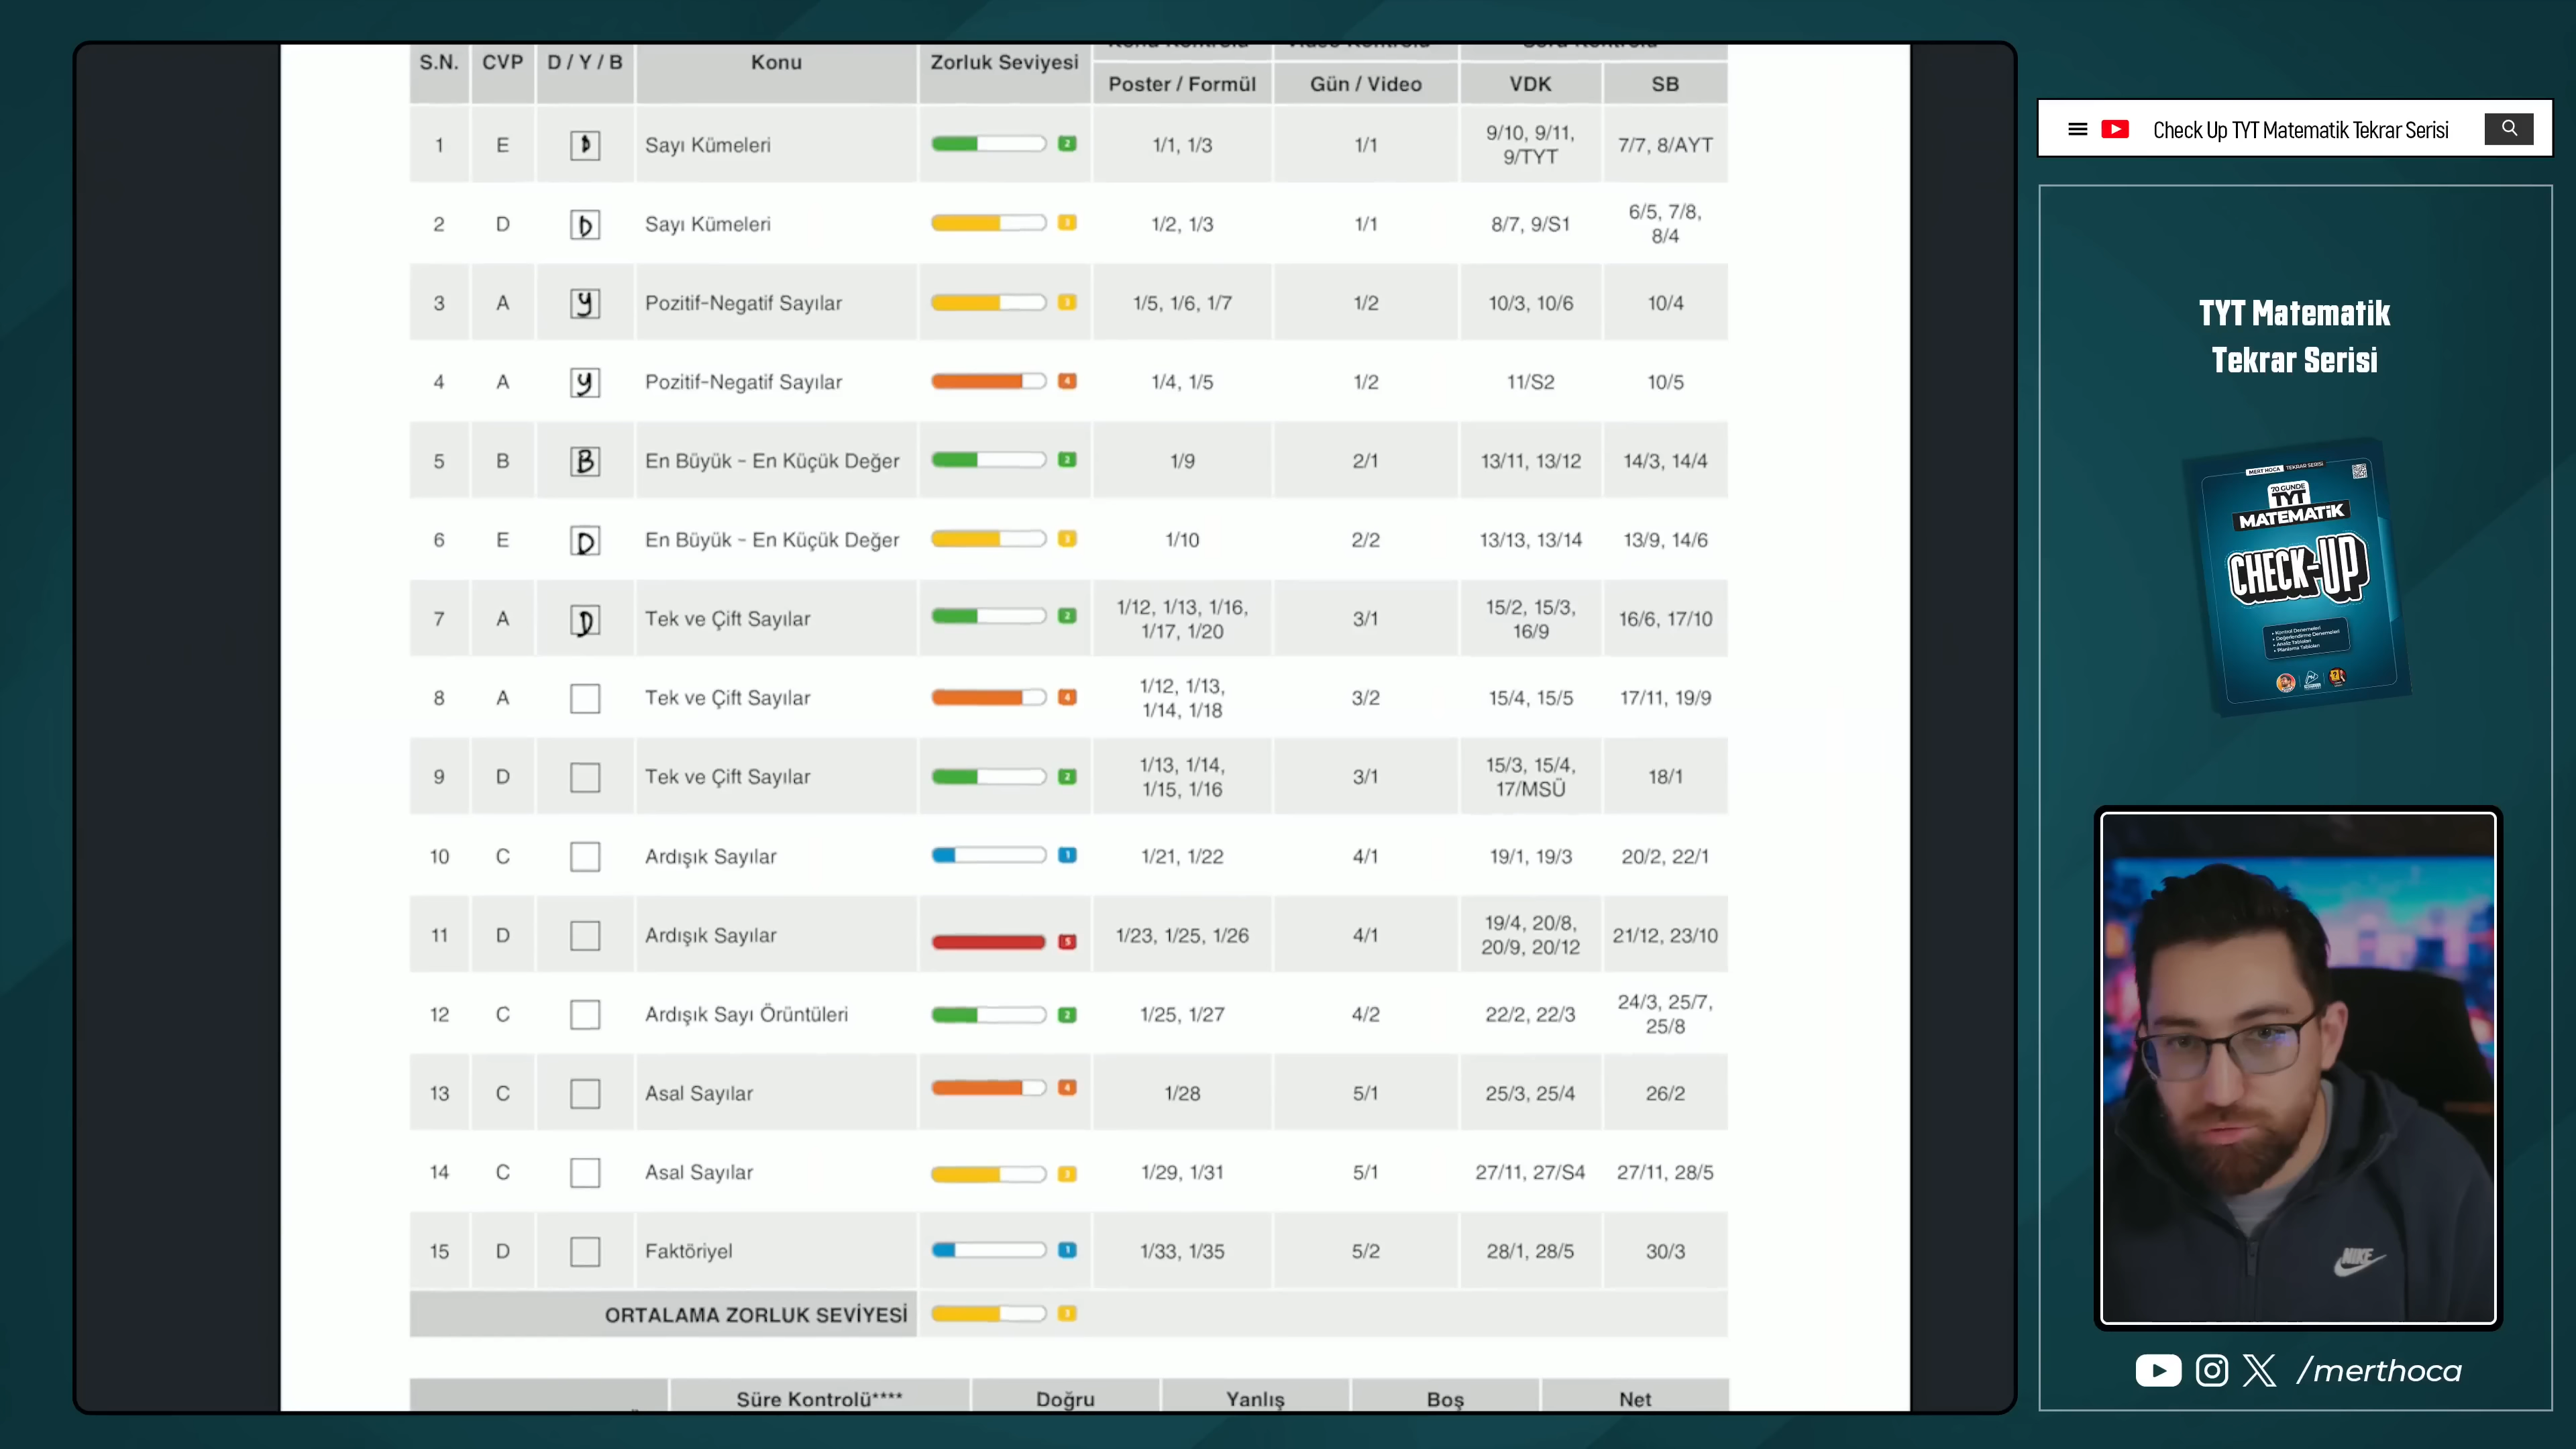 S.N. CVP D / Y / B Konu Zorluk Seviyesi
Poster / Formül Gün / Video VDK SB
1 E D Sayı Kümeleri 2 1/1, 1/3 1/1 9/10, 9/11, 9/TYT 7/7, 8/AYT
2 D D Sayı Kümeleri 3 1/2, 1/3 1/1 8/7, 9/S1 6/5, 7/8, 8/4
3 A y Pozitif-Negatif Sayılar 3 1/5, 1/6, 1/7 1/2 10/3, 10/6 10/4
4 A y Pozitif-Negatif Sayılar 4 1/4, 1/5 1/2 11/S2 10/5
5 B B En Büyük - En Küçük Değer 2 1/9 2/1 13/11, 13/12 14/3, 14/4
6 E D En Büyük - En Küçük Değer 3 1/10 2/2 13/13, 13/14 13/9, 14/6
7 A D Tek ve Çift Sayılar 2 1/12, 1/13, 1/16, 1/17, 1/20 3/1 15/2, 15/3, 16/9 16/6, 17/10
8 A Tek ve Çift Sayılar 4 1/12, 1/13, 1/14, 1/18 3/2 15/4, 15/5 17/11, 19/9
9 D Tek ve Çift Sayılar 2 1/13, 1/14, 1/15, 1/16 3/1 15/3, 15/4, 17/MSÜ 18/1
10 C Ardışık Sayılar 1 1/21, 1/22 4/1 19/1, 19/3 20/2, 22/1
11 D Ardışık Sayılar 5 1/23, 1/25, 1/26 4/1 19/4, 20/8, 20/9, 20/12 21/12, 23/10
12 C Ardışık Sayı Örüntüleri 2 1/25, 1/27 4/2 22/2, 22/3 24/3, 25/7, 25/8
13 C Asal Sayılar 4 1/28 5/1 25/3, 25/4 26/2
14 C Asal Sayılar 3 1/29, 1/31 5/1 27/11, 27/S4 27/11, 28/5
15 D Faktöriyel 1 1/33, 1/35 5/2 28/1, 28/5 30/3
ORTALAMA ZORLUK SEVİYESİ 3
Süre Kontrolü**** Doğru Yanlış Boş Net
Check Up TYT Matematik Tekrar Serisi
TYT Matematik
Tekrar Serisi
MERT HOCA TEKRAR SERİSİ
70 GÜNDE
TYT
MATEMATİK
CHECK-UP
• Kontrol Denemeleri
• Değerlendirme Denemeleri
• Analiz Tabloları
• Planlama Tabloları
NIKE
/merthoca